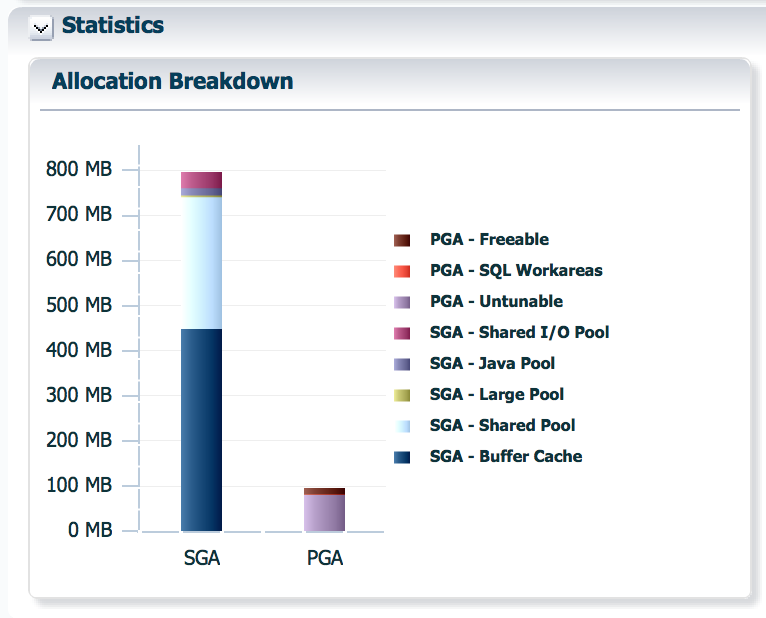 Statistics
Allocation Breakdown
800 MB
700 MB
600 MB
500 MB
400 MB
300 MB
200 MB
100 MB
0 MB
SGA
PGA
PGA - Freeable
PGA - SQL Workareas
PGA - Untunable
SGA - Shared I/O Pool
SGA - Java Pool
SGA - Large Pool
SGA - Shared Pool
SGA - Buffer Cache